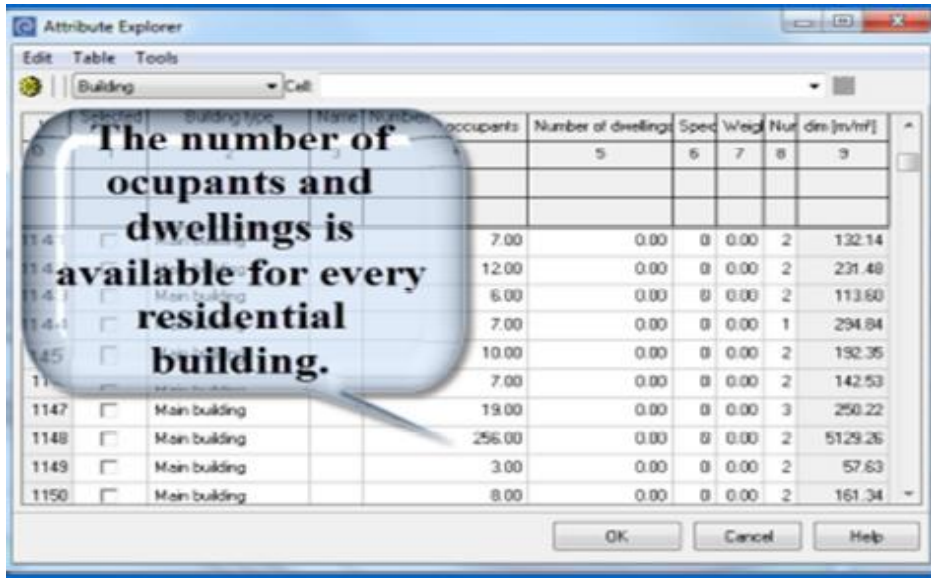 Attribute Explorer
Edit Table Tools
Building Cell:
Selected Building type Name Number occupants Number of dwellings Spec Weigl Nur dim [m/m²]
2 3 5 6 7 8 9
The number of
ocupants and
dwellings is
available for every
residential
building.
7.00 0.00 0 0.00 2 132.14
12.00 0.00 0 0.00 2 231.48
6.00 0.00 0 0.00 2 113.60
7.00 0.00 0 0.00 1 294.84
10.00 0.00 0 0.00 2 192.35
7.00 0.00 0 0.00 2 142.53
1147 Main building 19.00 0.00 0 0.00 3 250.22
1148 Main building 256.00 0.00 0 0.00 2 5129.26
1149 Main building 3.00 0.00 0 0.00 2 57.63
1150 Main building 8.00 0.00 0 0.00 2 161.34
OK Cancel Help